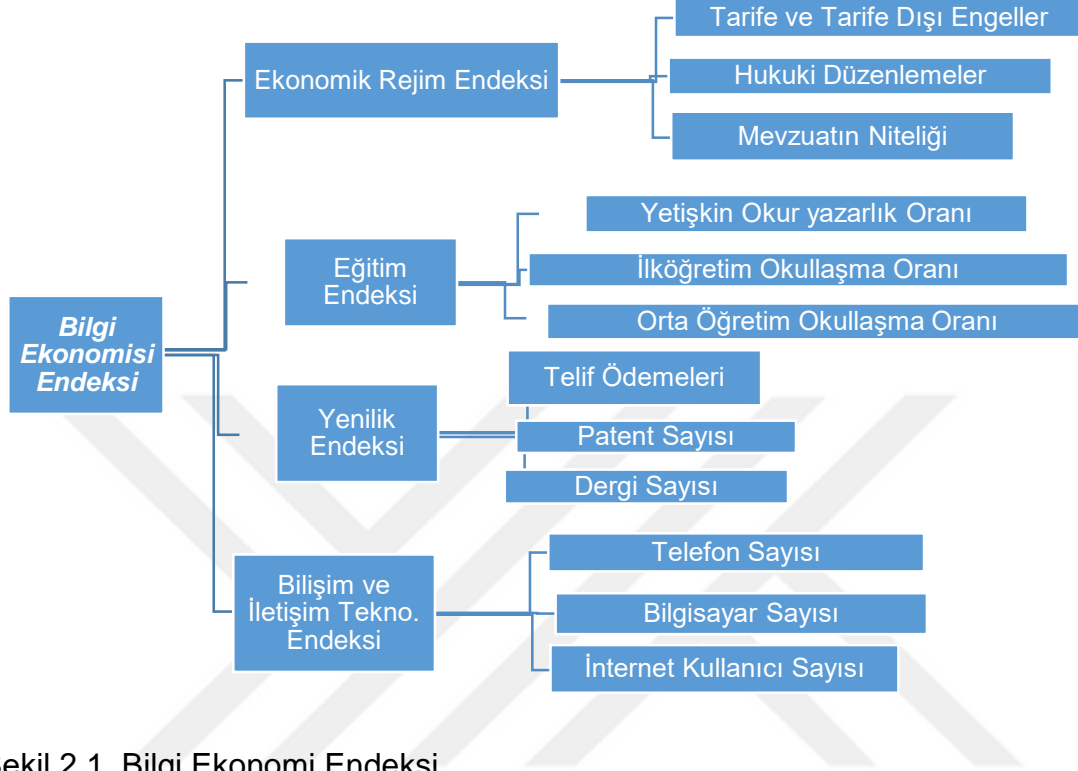 Tarife ve Tarife Dışı Engeller
Ekonomik Rejim Endeksi
Hukuki Düzenlemeler
Mevzuatın Niteliği
Yetişkin Okur yazarlık Oranı
Eğitim
Endeksi
İlköğretim Okullaşma Oranı
Orta Öğretim Okullaşma Oranı
Bilgi
Ekonomisi
Endeksi
Telif Ödemeleri
Yenilik
Endeksi
Patent Sayısı
Dergi Sayısı
Telefon Sayısı
Bilişim ve
İletişim Tekno.
Endeksi
Bilgisayar Sayısı
İnternet Kullanıcı Sayısı
Şekil 2.1. Bilgi Ekonomi Endeksi